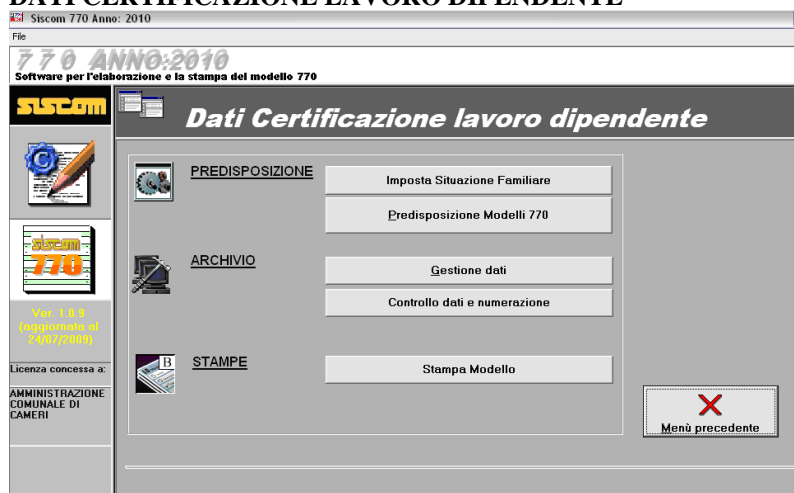 DATI CERTIFICAZIONE LAVORO DIPENDENTE
Siscom 770 Anno: 2010
File
770 ANNO:2010
Software per l'elaborazione e la stampa del modello 770
siscom
Dati Certificazione lavoro dipendente
PREDISPOSIZIONE
Imposta Situazione Familiare
Predisposizione Modelli 770
siscom
770
ARCHIVIO
Gestione dati
Controllo dati e numerazione
Ver. 1.0.9
(aggiornata al
24/07/2009)
STAMPE
Stampa Modello
Licenza concessa a:
AMMINISTRAZIONE
COMUNALE DI
CAMERI
Menù precedente